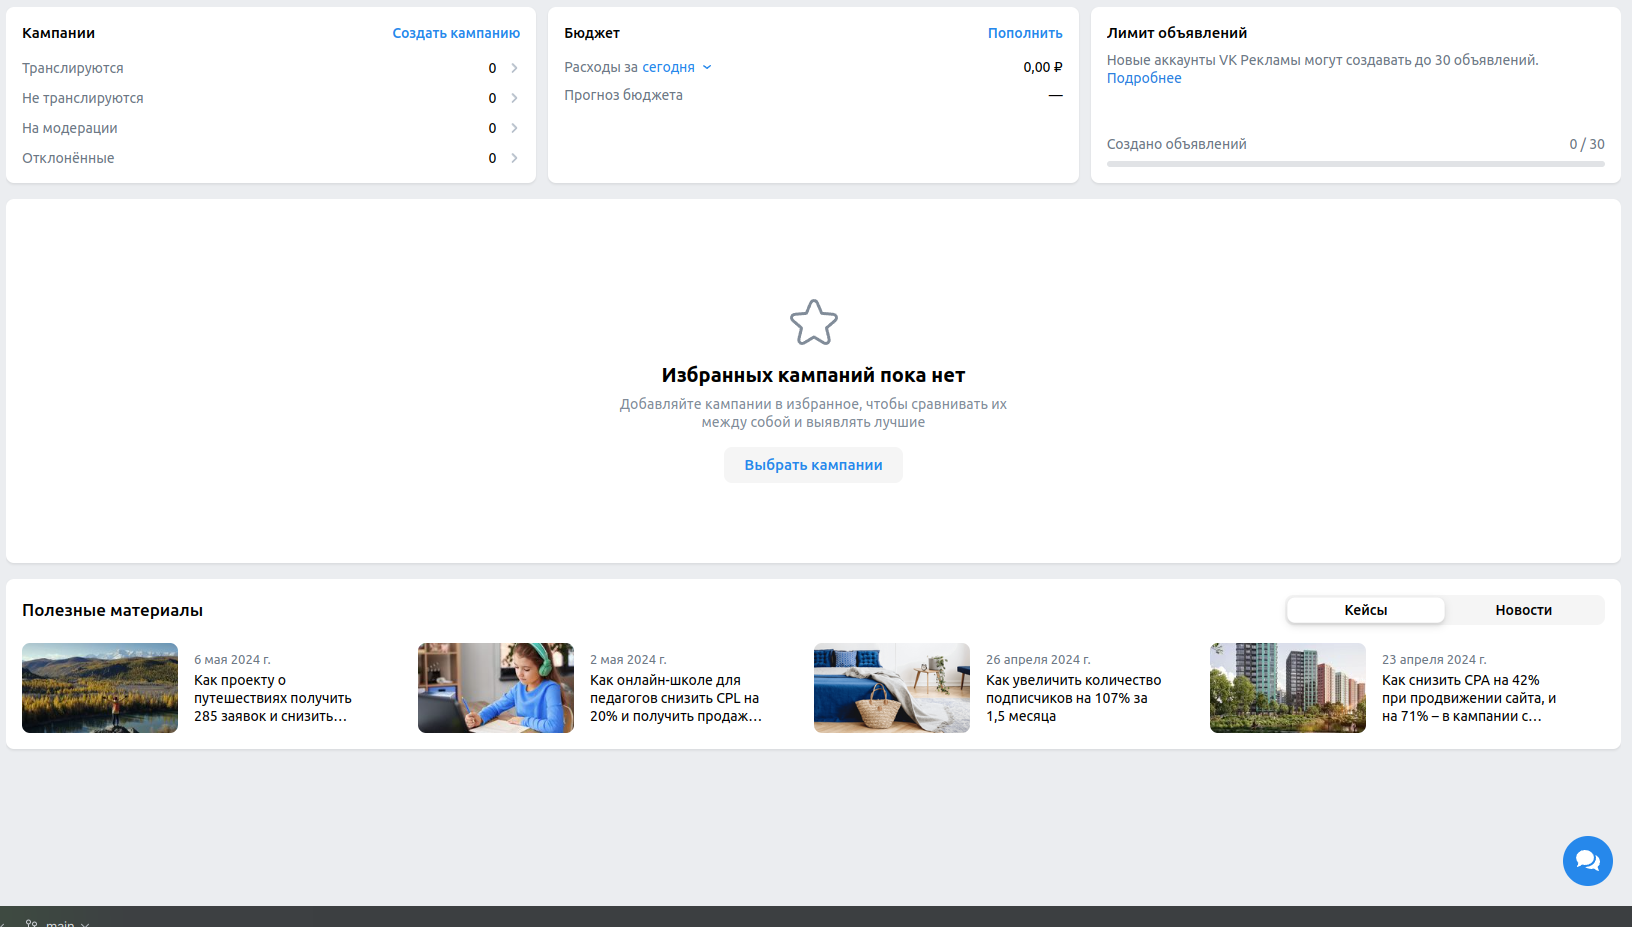 Кампании
Создать кампанию
Транслируются 0
Не транслируются 0
На модерации 0
Отклонённые 0
Бюджет
Пополнить
Расходы за сегодня 0,00 ₽
Прогноз бюджета —
Лимит объявлений
Новые аккаунты VK Рекламы могут создавать до 30 объявлений.
Подробнее
Создано объявлений 0 / 30
Избранных кампаний пока нет
Добавляйте кампании в избранное, чтобы сравнивать их
между собой и выявлять лучшие
Выбрать кампании
Полезные материалы
Кейсы
Новости
6 мая 2024 г.
Как проекту о
путешествиях получить
285 заявок и снизить…
2 мая 2024 г.
Как онлайн-школе для
педагогов снизить CPL на
20% и получить продаж…
26 апреля 2024 г.
Как увеличить количество
подписчиков на 107% за
1,5 месяца
23 апреля 2024 г.
Как снизить CPA на 42%
при продвижении сайта, и
на 71% – в кампании с…
main